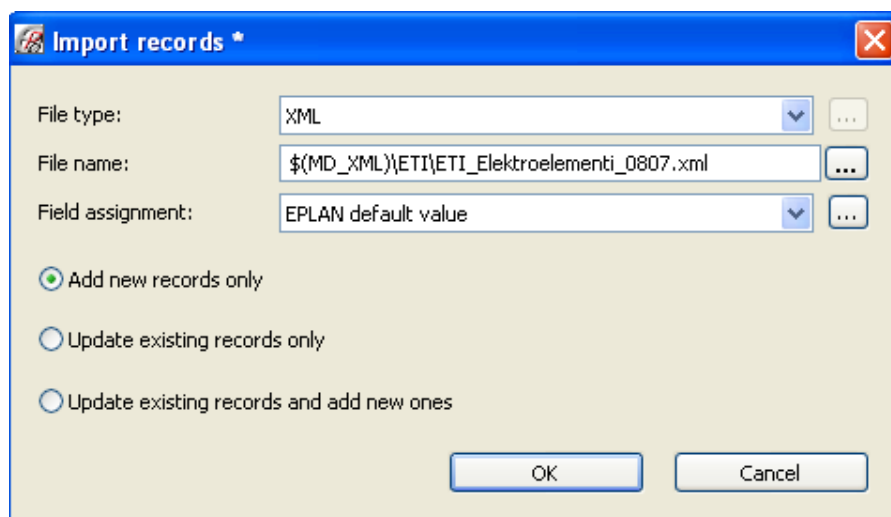 Import records *
File type: XML ...
File name: $(MD_XML)\ETI\ETI_Elektroelementi_0807.xml ...
Field assignment: EPLAN default value ...
Add new records only
Update existing records only
Update existing records and add new ones
OK Cancel